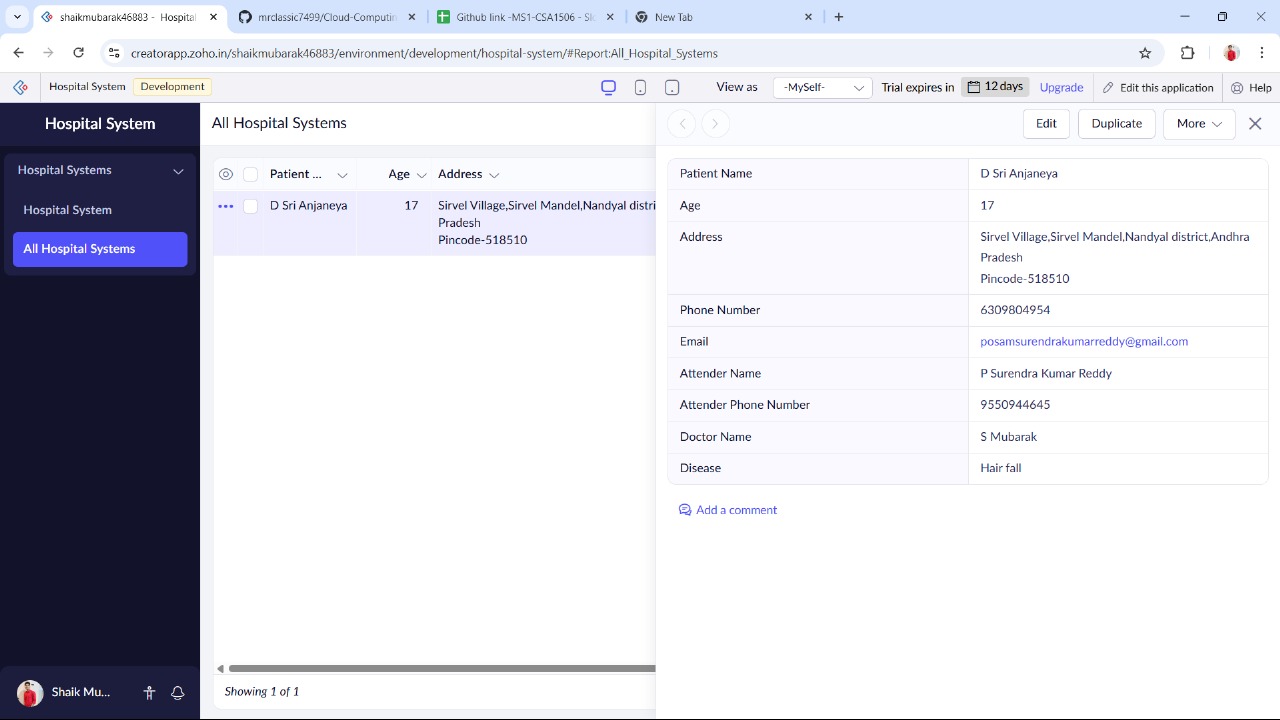 shaikmubarak46883 - Hospital
mrclassic7499/Cloud-Computin
Github link -MS1-CSA1506 - Sl
New Tab
creatorapp.zoho.in/shaikmubarak46883/environment/development/hospital-system/#Report:All_Hospital_Systems
Hospital System
Development
View as
-MySelf-
Trial expires in
12 days
Upgrade
Edit this application
Help
Hospital System
Hospital Systems
Hospital System
All Hospital Systems
Shaik Mu...
All Hospital Systems
Patient ... Age Address
D Sri Anjaneya 17 Sirvel Village,Sirvel Mandel,Nandyal distri
Pradesh
Pincode-518510
Showing 1 of 1
Edit
Duplicate
More
Patient Name D Sri Anjaneya
Age 17
Address Sirvel Village,Sirvel Mandel,Nandyal district,Andhra
Pradesh
Pincode-518510
Phone Number 6309804954
Email posamsurendrakumarreddy@gmail.com
Attender Name P Surendra Kumar Reddy
Attender Phone Number 9550944645
Doctor Name S Mubarak
Disease Hair fall
Add a comment